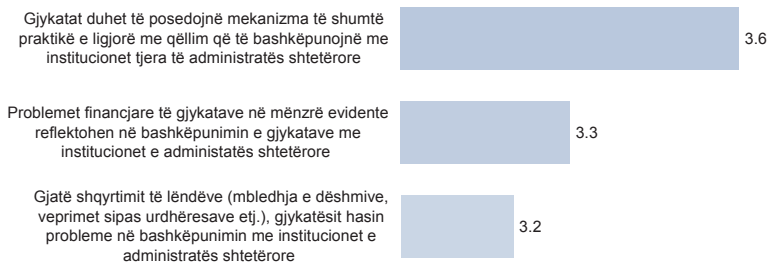 Gjykatat duhet të posedojnë mekanizma të shumtë
praktikë e ligjorë me qëllim që të bashkëpunojnë me
institucionet tjera të administratës shtetërore
3.6
Problemet financjare të gjykatave në mënzrë evidente
reflektohen në bashkëpunimin e gjykatave me
institucionet e administatës shtetërore
3.3
Gjatë shqyrtimit të lëndëve (mbledhja e dëshmive,
veprimet sipas urdhëresave etj.), gjykatësit hasin
probleme në bashkëpunimin me institucionet e
administratës shtetërore
3.2